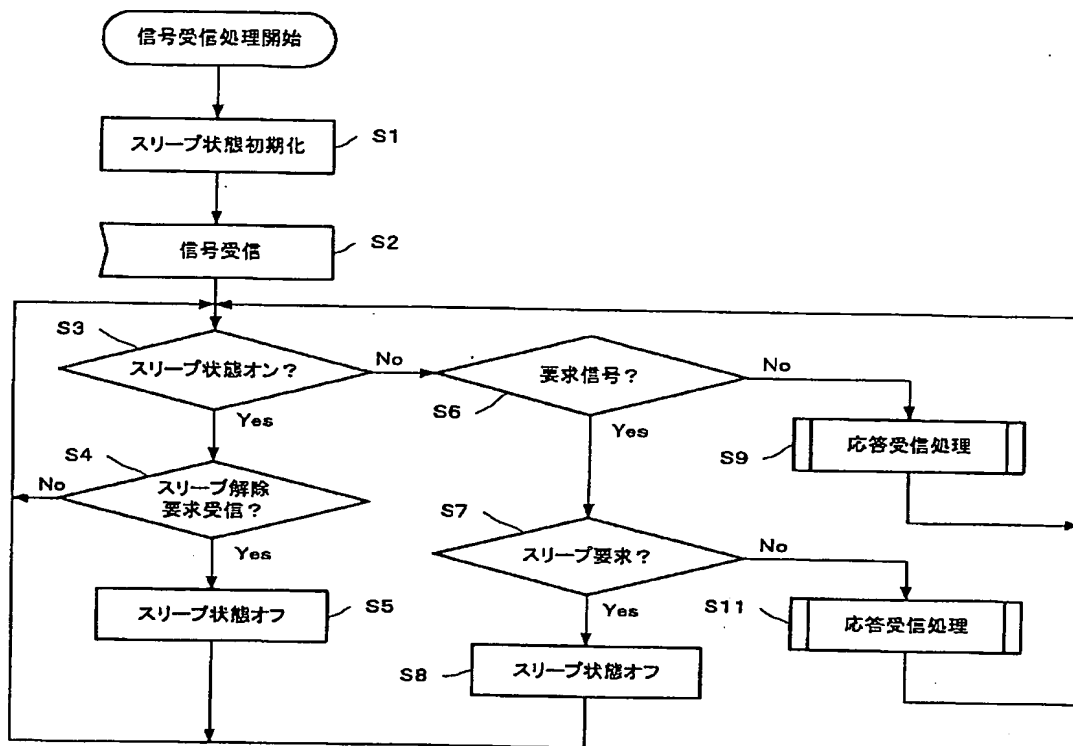 信号受信処理開始
スリープ状態初期化
S1
信号受信
S2
S3
スリープ状態オン?
No
Yes
S6
要求信号?
No
Yes
S9
応答受信処理
S4
スリープ解除
要求受信?
No
Yes
S7
スリープ要求?
No
Yes
S5
スリープ状態オフ
S11
応答受信処理
S8
スリープ状態オフ